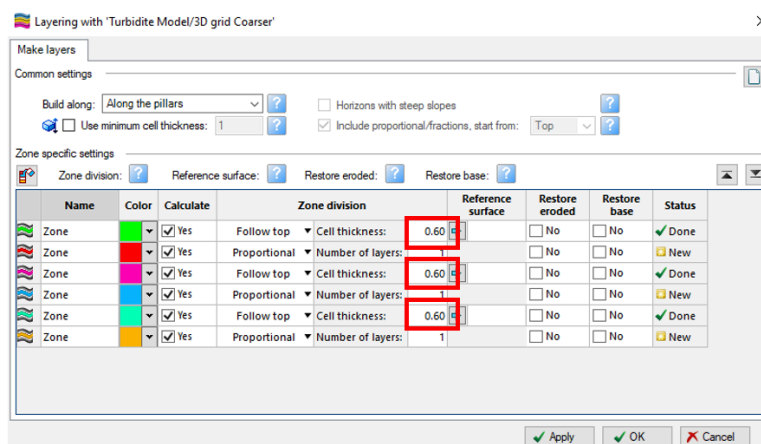 Layering with 'Turbidite Model/3D grid Coarser'
Make layers
Common settings
Build along: Along the pillars ? Horizons with steep slopes ?
Use minimum cell thickness: 1 ? Include proportional/fractions, start from: Top ?
Zone specific settings
Zone division: ? Reference surface: ? Restore eroded: ? Restore base: ?
Name Color Calculate Zone division Reference surface Restore eroded Restore base Status
Zone Yes Follow top Cell thickness: 0.60 No No Done
Zone Yes Proportional Number of layers: 1 No No New
Zone Yes Follow top Cell thickness: 0.60 No No Done
Zone Yes Proportional Number of layers: 1 No No New
Zone Yes Follow top Cell thickness: 0.60 No No Done
Zone Yes Proportional Number of layers: 1 No No New
Apply OK Cancel